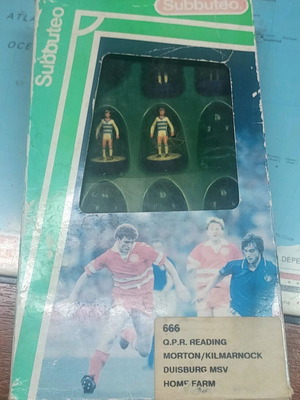 Subbuteo
Subbuteo
666
Q.P.R. READING
MORTON/KILMARNOCK
DUISBURG MSV
HOME FARM